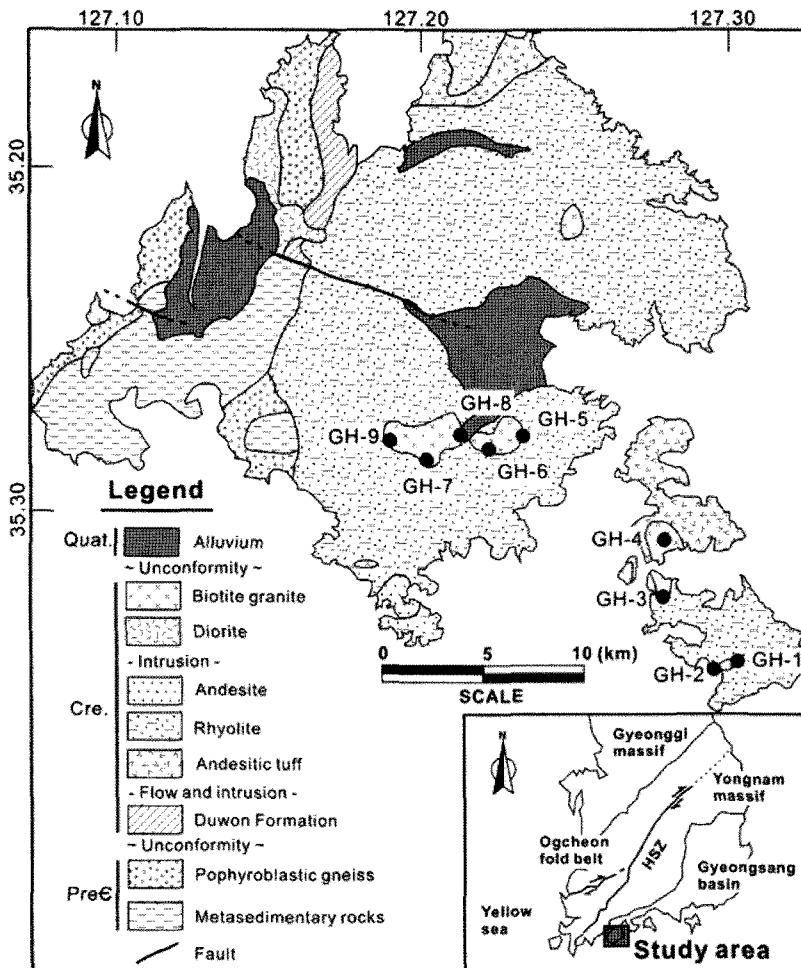 127.10 127.20 127.30
N
35.20
GH-8
GH-5
GH-9
GH-6
GH-7
35.30
GH-4
GH-3
GH-1
GH-2
Legend
Quat. Alluvium
~ Unconformity ~
Biotite granite
Diorite
- Intrusion -
Andesite
Cre. Rhyolite
Andesitic tuff
- Flow and intrusion -
Duwon Formation
~ Unconformity ~
Pophyroblastic gneiss
PreЄ
Metasedimentary rocks
Fault
0 5 10 (km)
SCALE
N
Gyeonggi
massif
Yongnam
massif
Ogcheon
fold belt
HSZ
Gyeongsang
basin
Yellow
sea
Study area